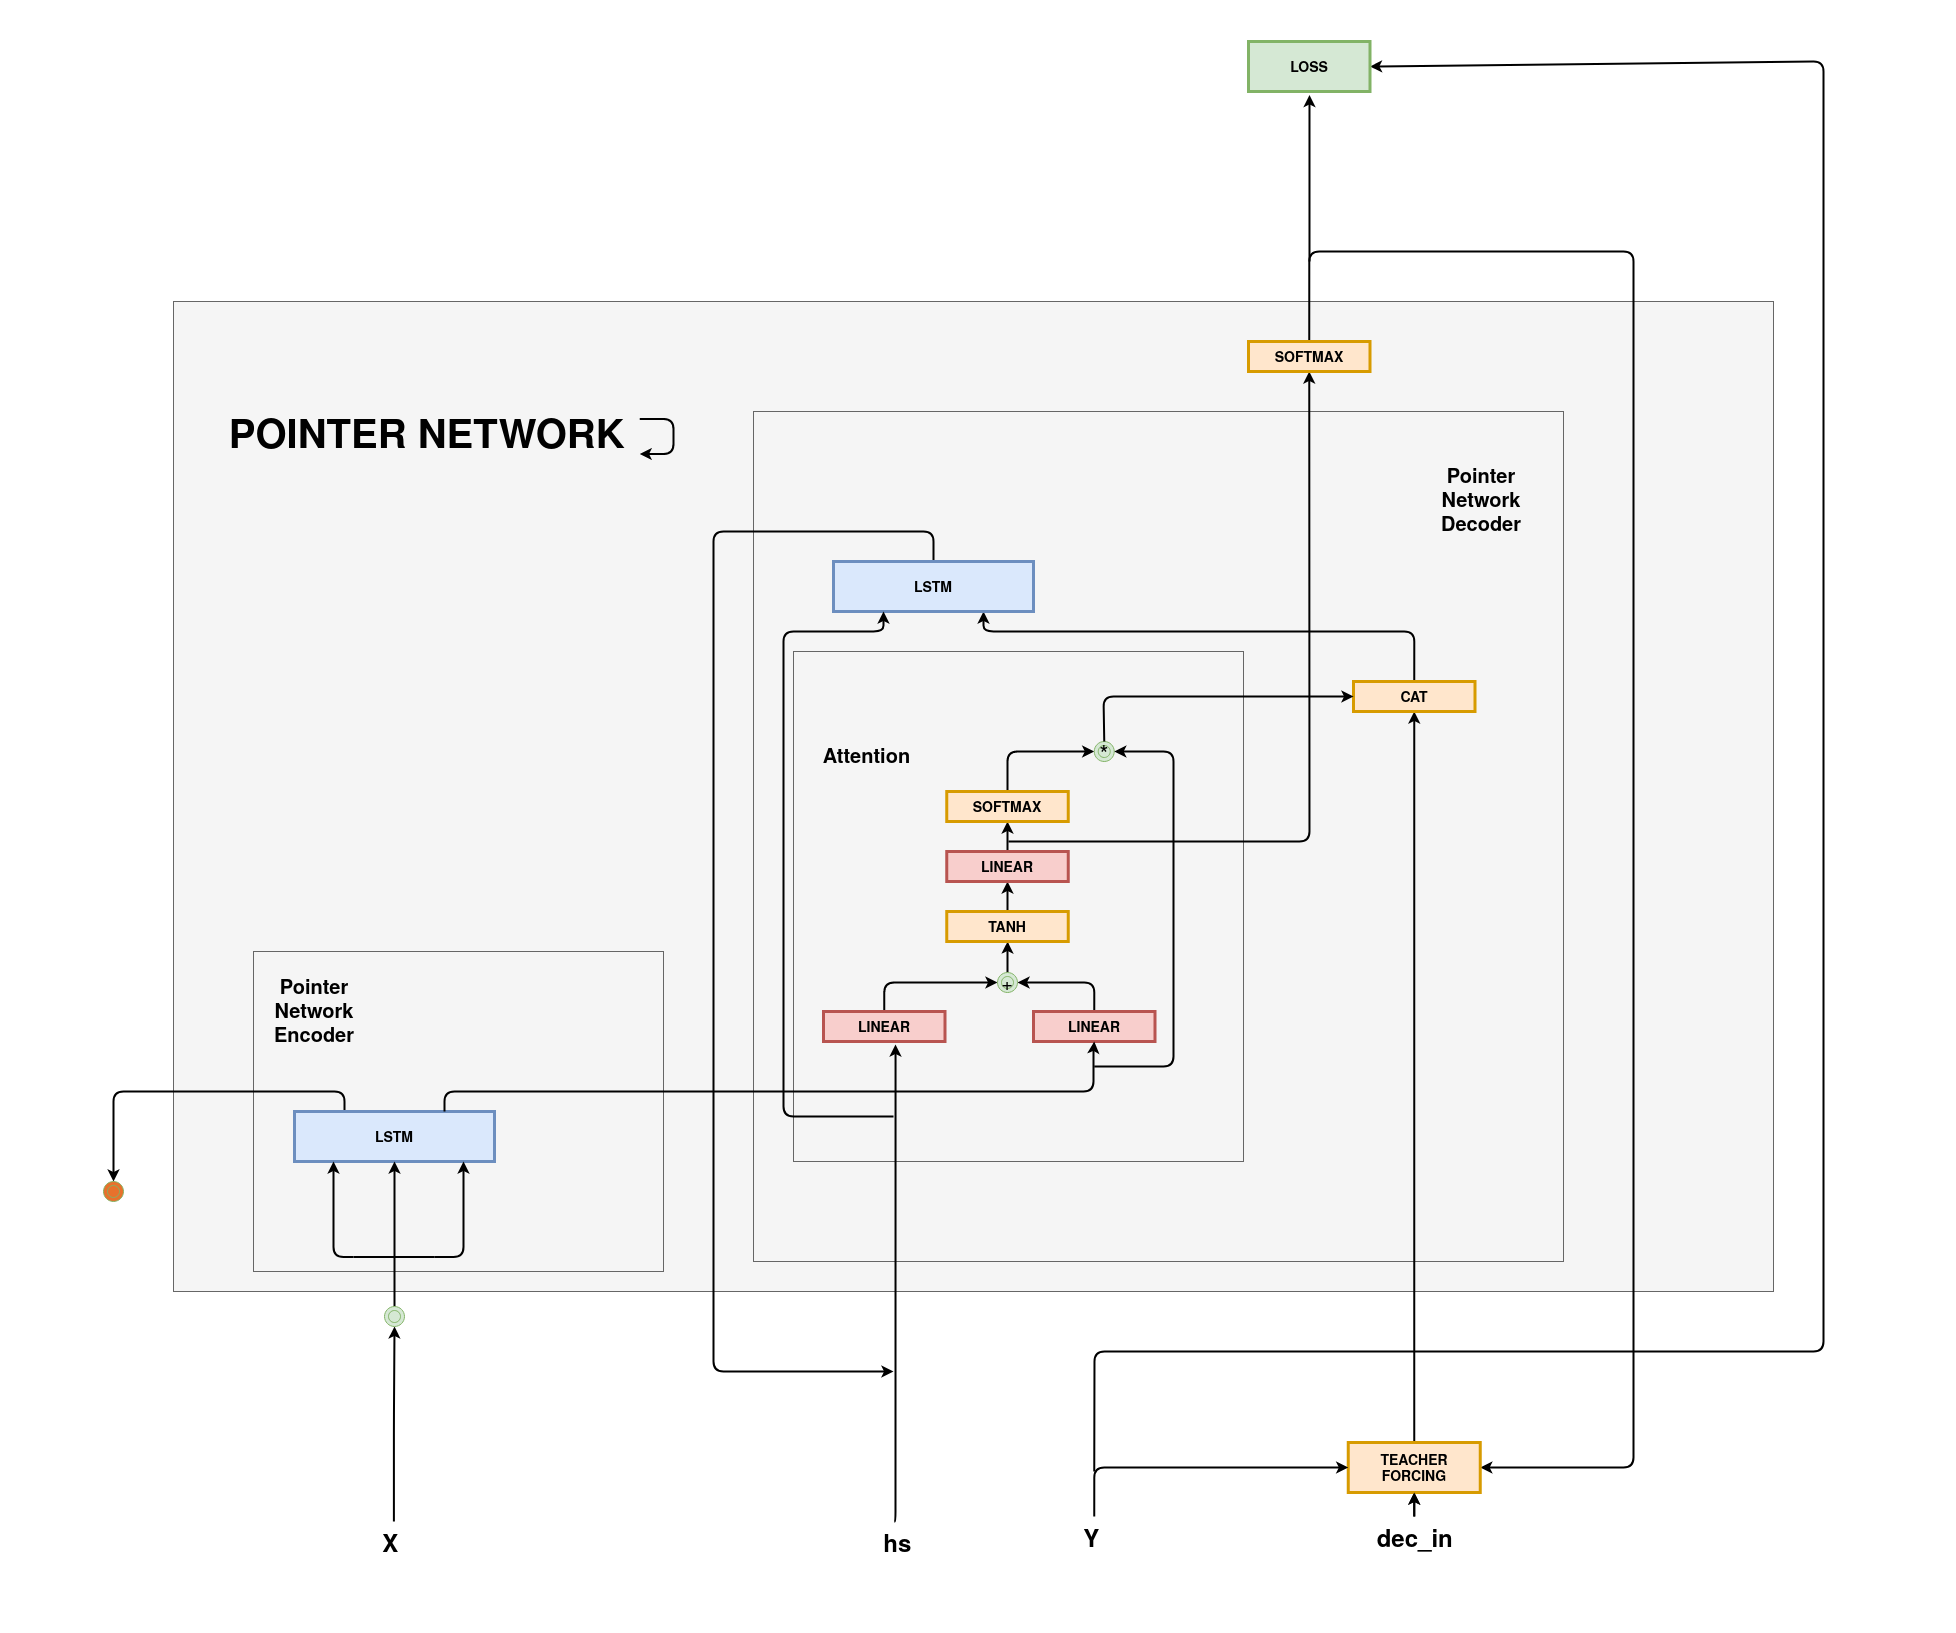 LOSS
SOFTMAX
POINTER NETWORK
Pointer
Network
Decoder
LSTM
CAT
Attention
*
SOFTMAX
LINEAR
TANH
+
LINEAR
LINEAR
Pointer
Network
Encoder
LSTM
TEACHER
FORCING
X
hs
Y
dec_in